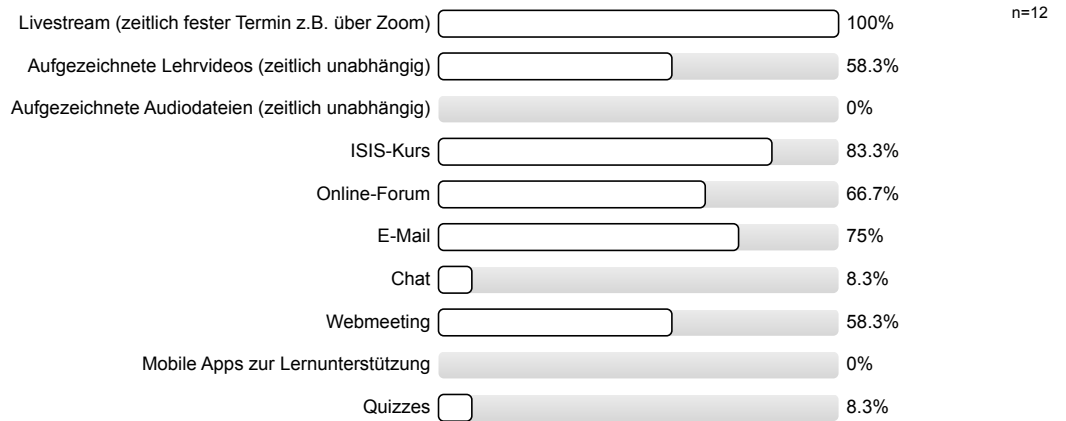 Livestream (zeitlich fester Termin z.B. über Zoom) 100% n=12
Aufgezeichnete Lehrvideos (zeitlich unabhängig) 58.3%
Aufgezeichnete Audiodateien (zeitlich unabhängig) 0%
ISIS-Kurs 83.3%
Online-Forum 66.7%
E-Mail 75%
Chat 8.3%
Webmeeting 58.3%
Mobile Apps zur Lernunterstützung 0%
Quizzes 8.3%